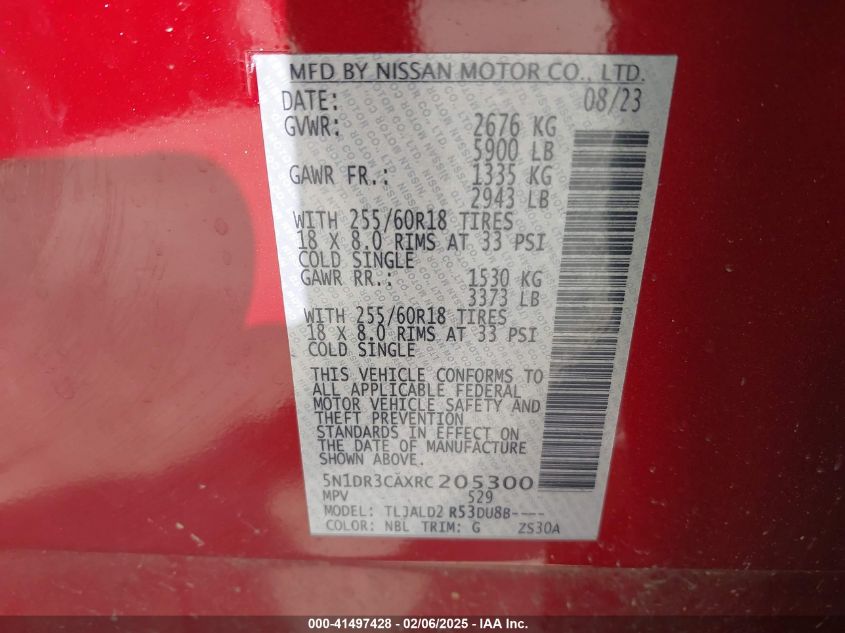 MFD BY NISSAN MOTOR CO., LTD.
DATE: 08/23
GVWR: 2676 KG
5900 LB
GAWR FR.: 1335 KG
2943 LB
WITH 255/60R18 TIRES
18 X 8.0 RIMS AT 33 PSI
COLD SINGLE
GAWR RR.: 1530 KG
3373 LB
WITH 255/60R18 TIRES
18 X 8.0 RIMS AT 33 PSI
COLD SINGLE
THIS VEHICLE CONFORMS TO
ALL APPLICABLE FEDERAL
MOTOR VEHICLE SAFETY AND
THEFT PREVENTION
STANDARDS IN EFFECT ON
THE DATE OF MANUFACTURE
SHOWN ABOVE.
5N1DR3CAXRC205300
MPV 529
MODEL: TLJALD2 R53DU8B----
COLOR: NBL TRIM: G ZS30A
000-41497428 - 02/06/2025 - IAA Inc.